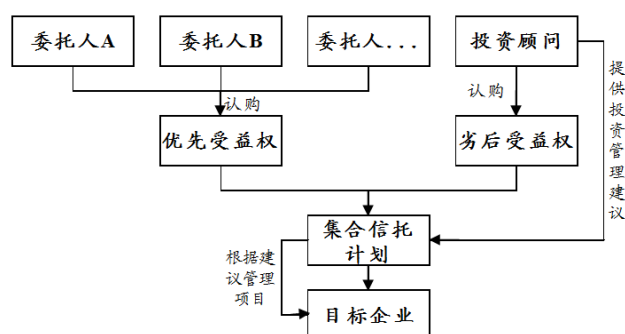 委托人A
委托人B
委托人...
投资顾问
认购
认购
提供投资管理建议
优先受益权
劣后受益权
集合信托
计划
根据建
议管理
项目
目标企业